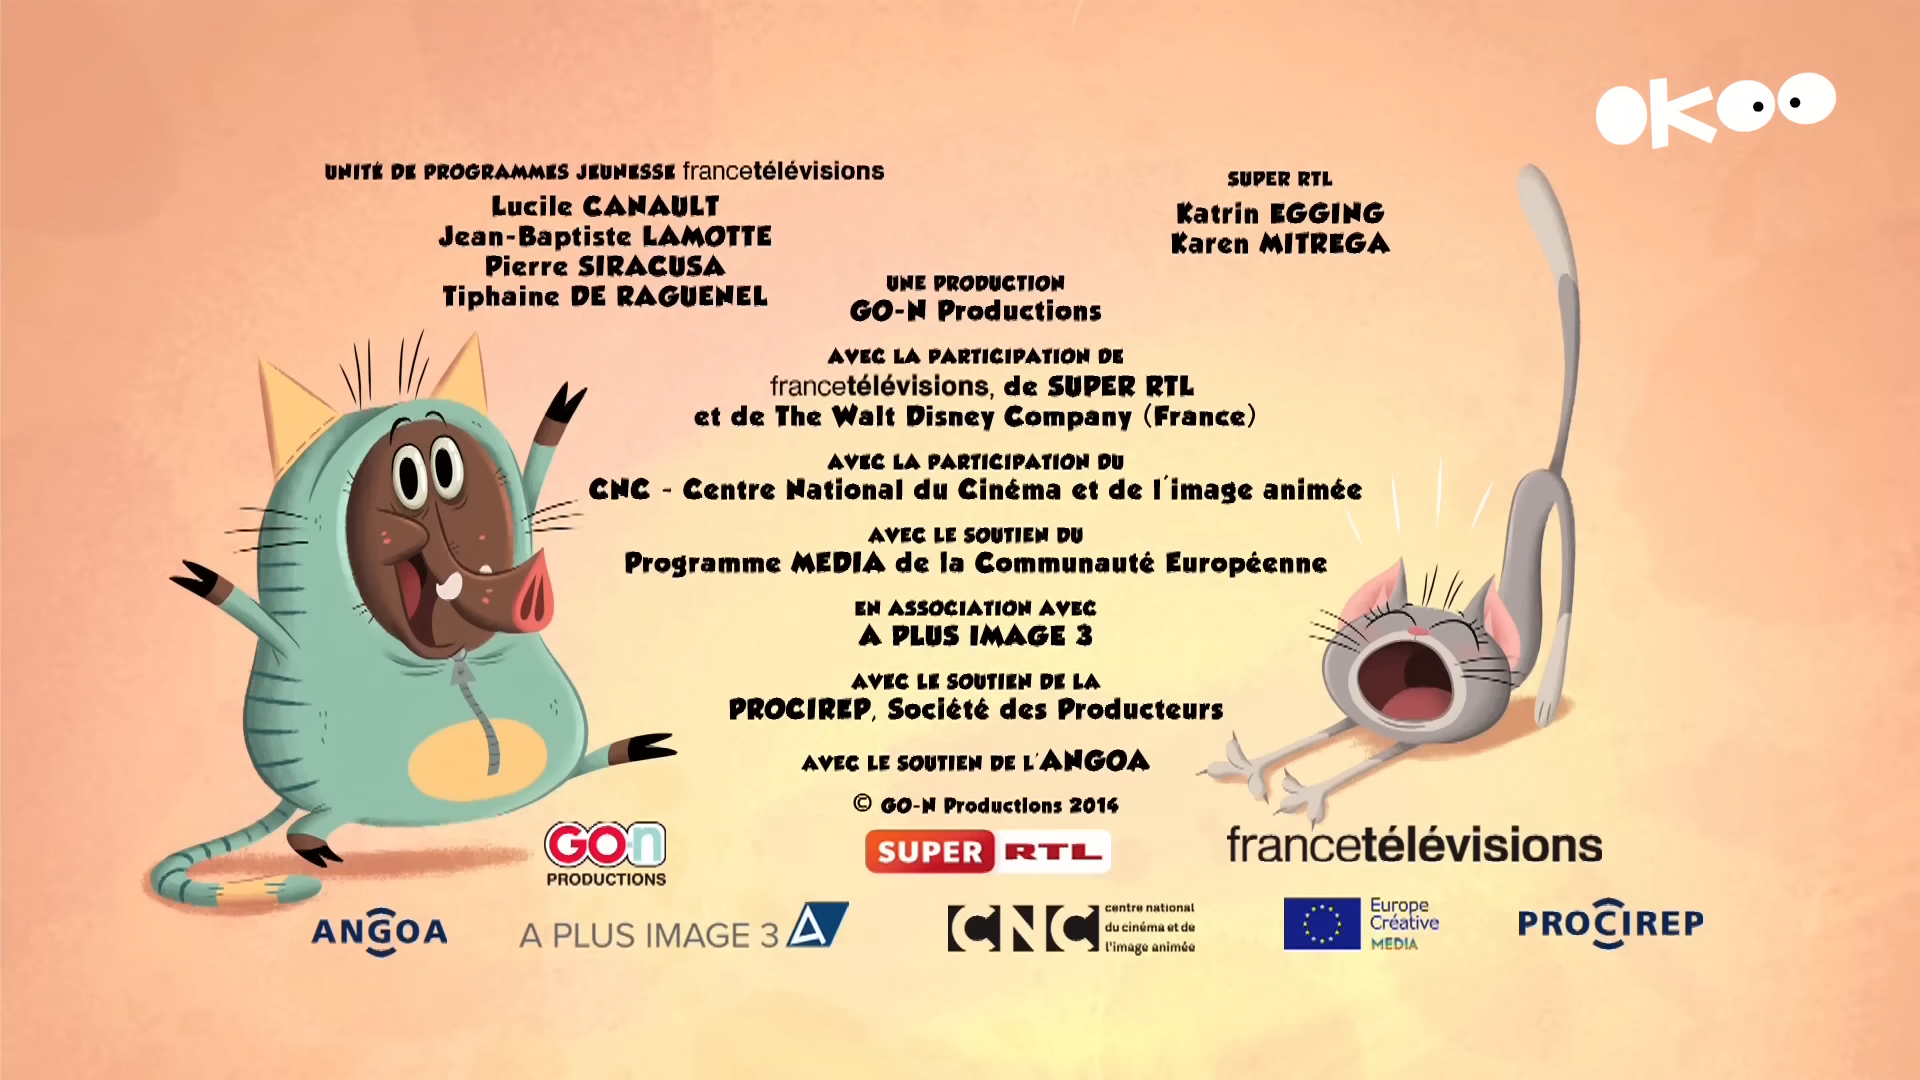 OKOO
UNITÉ DE PROGRAMMES JEUNESSE francetélévisions
Lucile CANAULT
Jean-Baptiste LAMOTTE
Pierre SIRACUSA
Tiphaine DE RAGUENEL
SUPER RTL
Katrin EGGING
Karen MITREGA
UNE PRODUCTION
GO-N Productions
AVEC LA PARTICIPATION DE
francetélévisions, de SUPER RTL
et de The Walt Disney Company (France)
AVEC LA PARTICIPATION DU
CNC - Centre National du Cinéma et de l'image animée
AVEC LE SOUTIEN DU
Programme MEDIA de la Communauté Européenne
EN ASSOCIATION AVEC
A PLUS IMAGE 3
AVEC LE SOUTIEN DE LA
PROCIREP, Société des Producteurs
AVEC LE SOUTIEN DE L'ANGOA
© GO-N Productions 2014
GO-n
PRODUCTIONS
SUPER RTL
francetélévisions
ANGOA
A PLUS IMAGE 3
CNC
centre national
du cinéma et de
l'image animée
Europe
Créative
MEDIA
PROCIREP